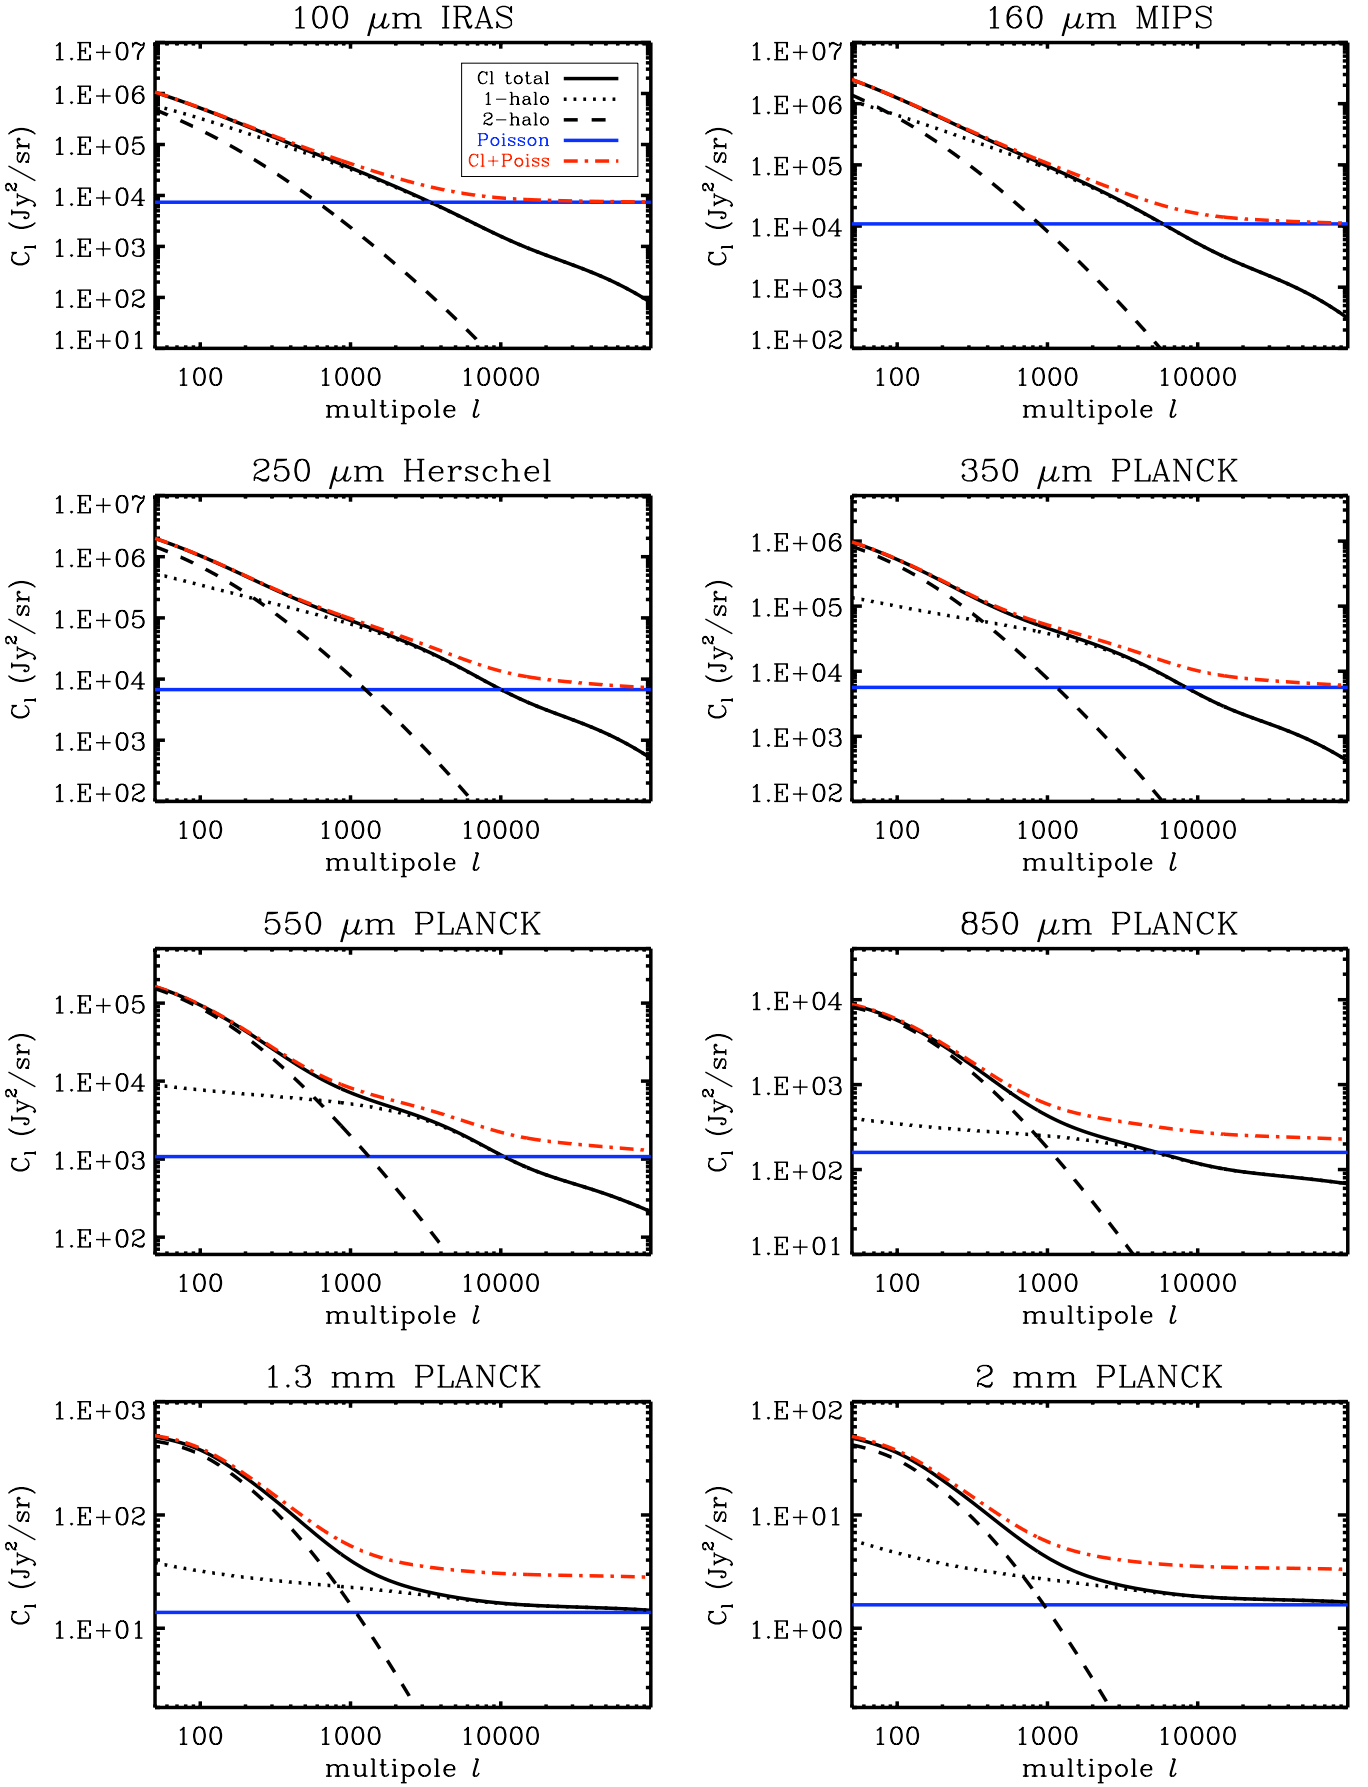 100 μm IRAS
1.E+07
1.E+06
1.E+05
1.E+04
1.E+03
1.E+02
1.E+01
C_l (Jy²/sr)
Cl total
1-halo
2-halo
Poisson
Cl+Poiss
100 1000 10000
multipole l
160 μm MIPS
1.E+07
1.E+06
1.E+05
1.E+04
1.E+03
1.E+02
C_l (Jy²/sr)
100 1000 10000
multipole l
250 μm Herschel
1.E+07
1.E+06
1.E+05
1.E+04
1.E+03
1.E+02
C_l (Jy²/sr)
100 1000 10000
multipole l
350 μm PLANCK
1.E+06
1.E+05
1.E+04
1.E+03
1.E+02
C_l (Jy²/sr)
100 1000 10000
multipole l
550 μm PLANCK
1.E+05
1.E+04
1.E+03
1.E+02
C_l (Jy²/sr)
100 1000 10000
multipole l
850 μm PLANCK
1.E+04
1.E+03
1.E+02
1.E+01
C_l (Jy²/sr)
100 1000 10000
multipole l
1.3 mm PLANCK
1.E+03
1.E+02
1.E+01
C_l (Jy²/sr)
100 1000 10000
multipole l
2 mm PLANCK
1.E+02
1.E+01
1.E+00
C_l (Jy²/sr)
100 1000 10000
multipole l